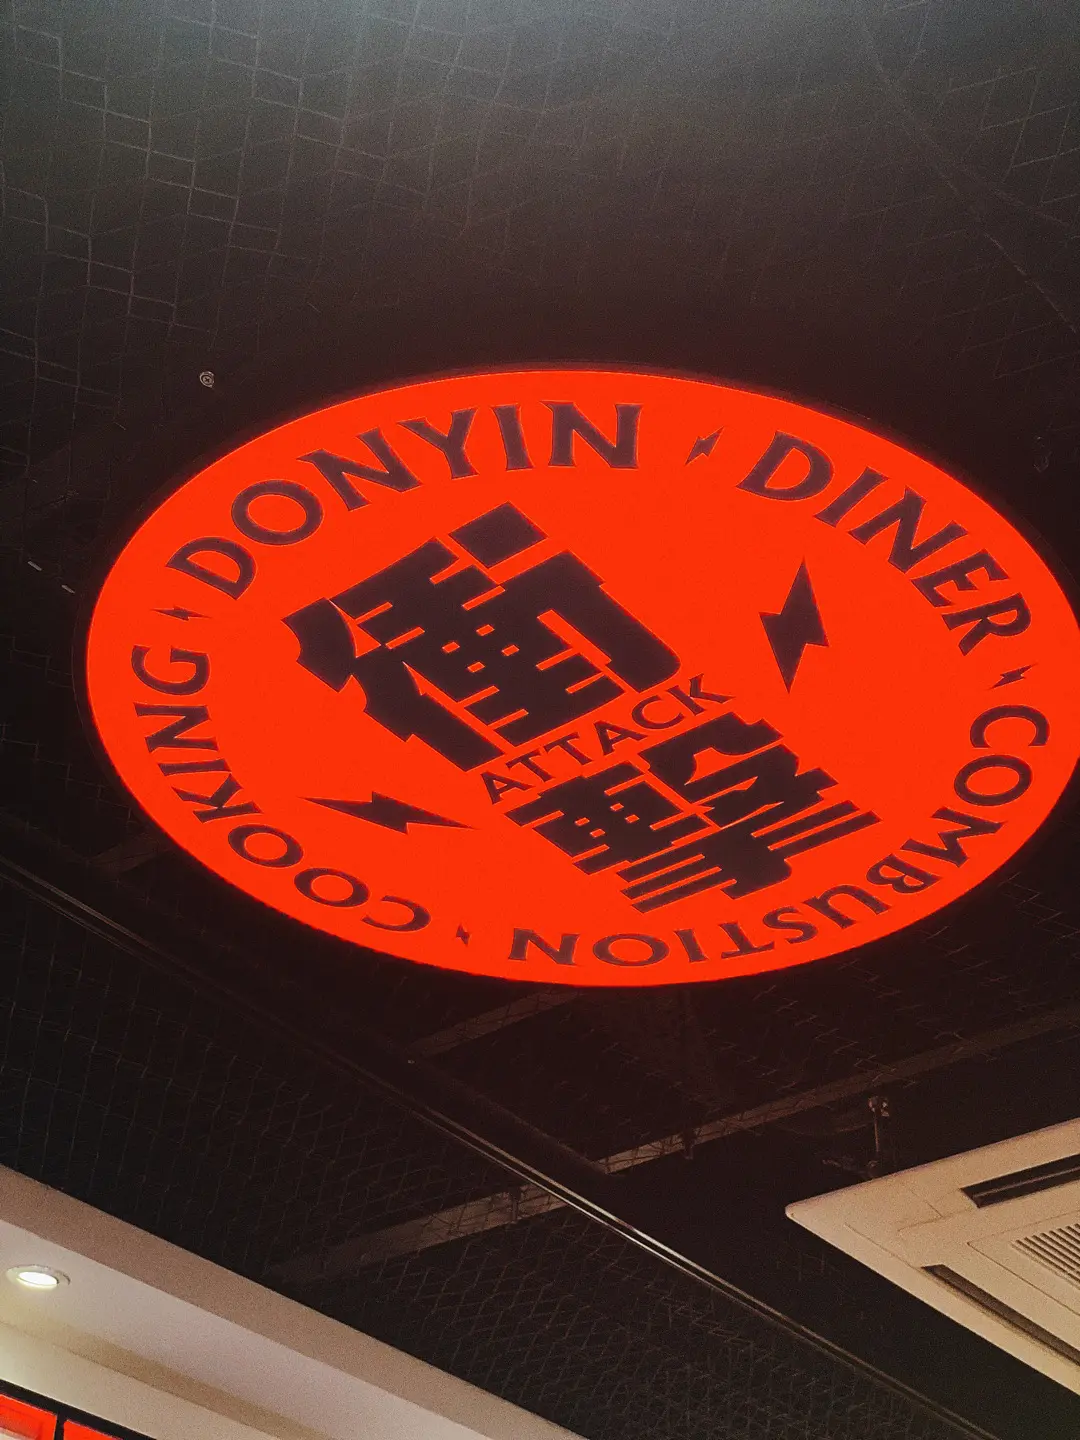 DONYIN DINER COMBUSTION COOKING
衝
ATTACK
擊